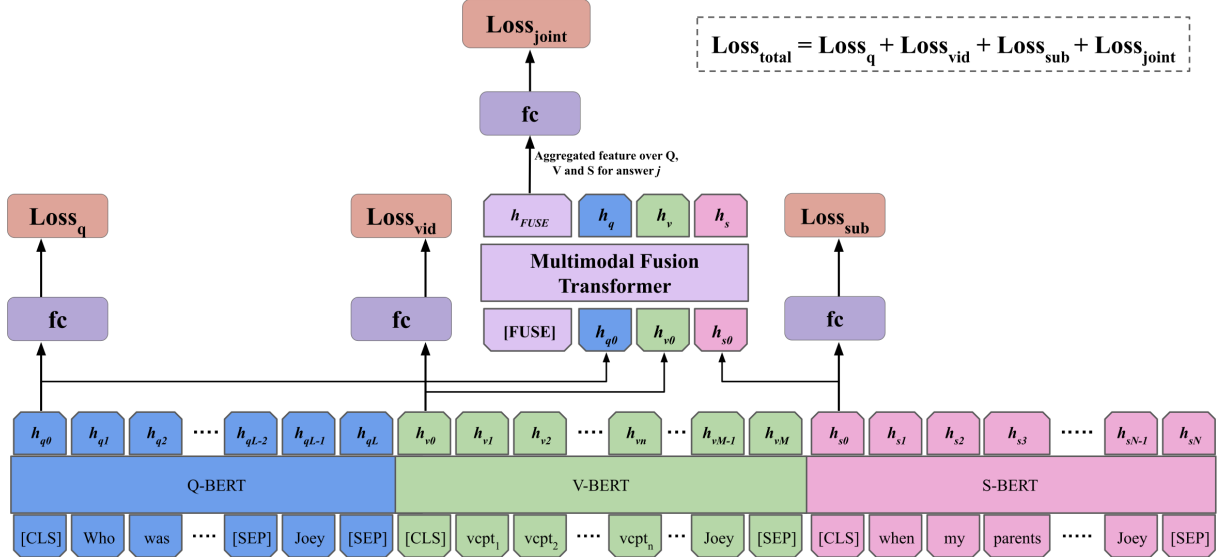 Loss_joint
Loss_total = Loss_q + Loss_vid + Loss_sub + Loss_joint
fc
Aggregated feature over Q,
V and S for answer j
Loss_q
Loss_vid
h_FUSE h_q h_v h_s
Loss_sub
Multimodal Fusion
Transformer
fc
fc
[FUSE] h_q0 h_v0 h_s0
fc
h_q0 h_q1 h_q2 ···· h_qL-2 h_qL-1 h_qL h_v0 h_v1 h_v2 ···· h_vn ··· h_vM-1 h_vM h_s0 h_s1 h_s2 h_s3 ····· h_sN-1 h_sN
Q-BERT V-BERT S-BERT
[CLS] Who was ···· [SEP] Joey [SEP] [CLS] vcpt_1 vcpt_2 ···· vcpt_n ··· Joey [SEP] [CLS] when my parents ····· Joey [SEP]